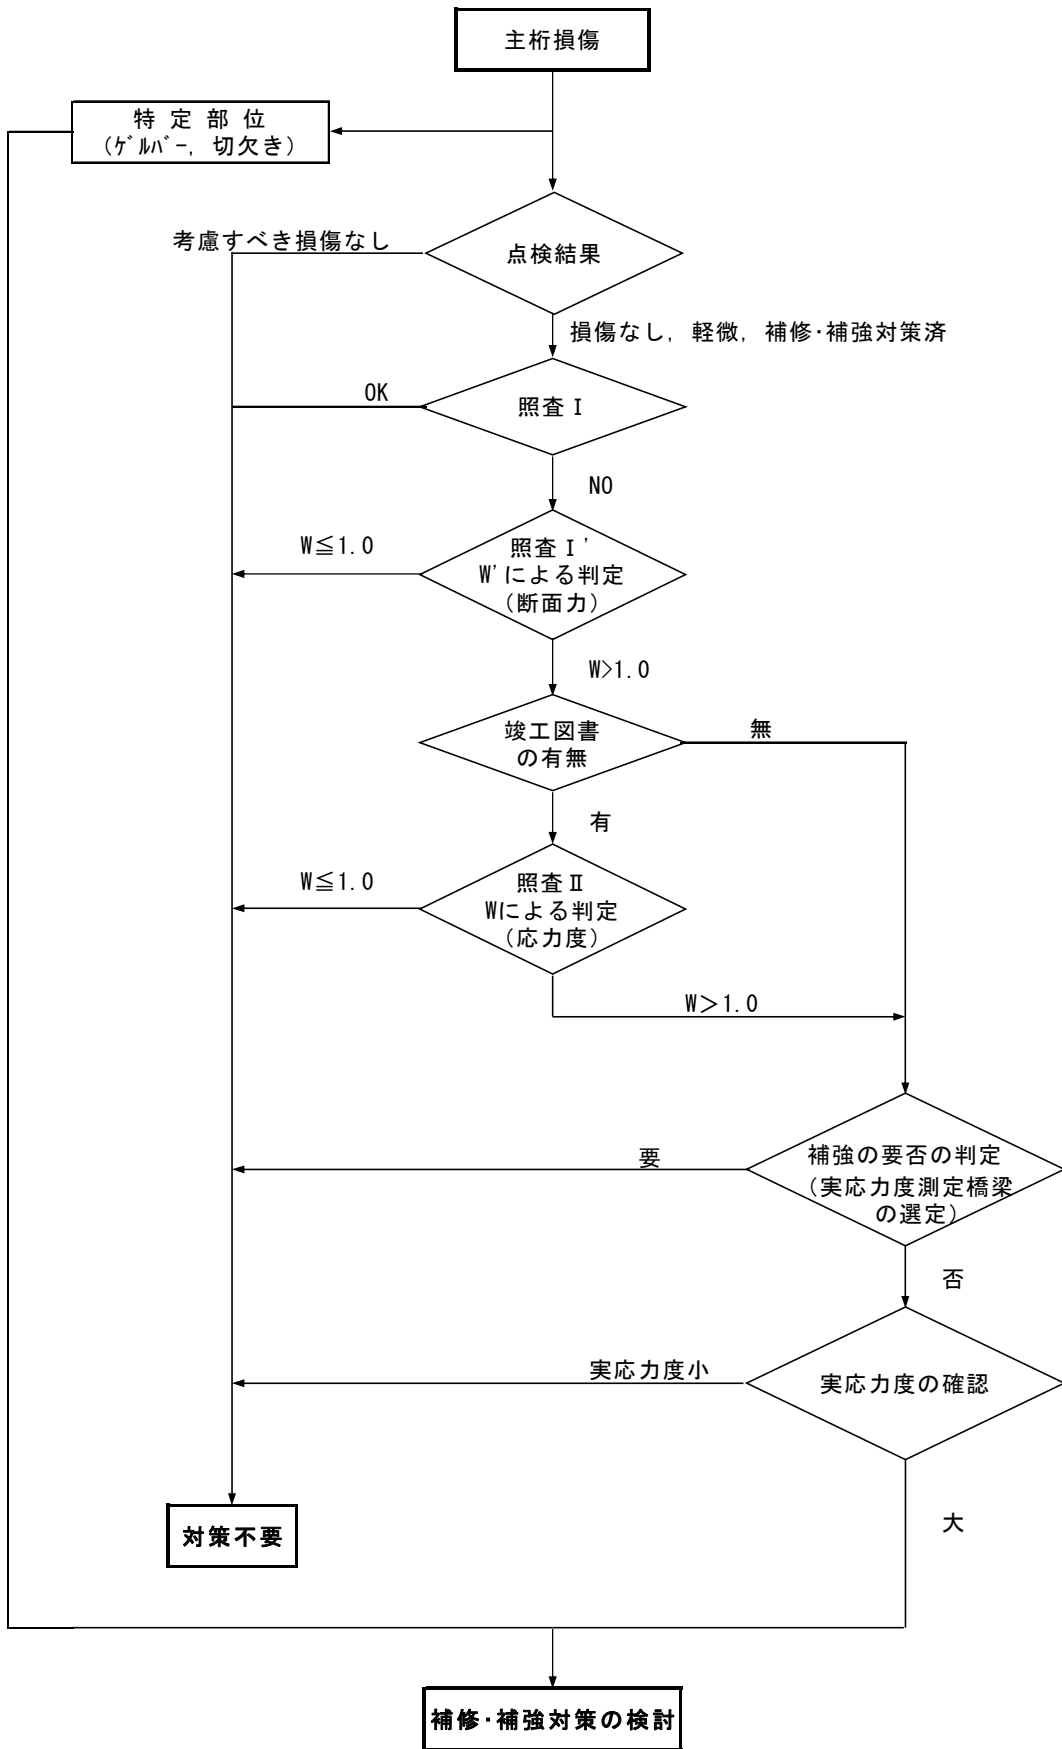 主桁損傷
特 定 部 位
(ｹﾞﾙﾊﾞｰ, 切欠き)
考慮すべき損傷なし
点検結果
損傷なし, 軽微, 補修･補強対策済
OK
照査Ⅰ
NO
W≦1.0
照査Ⅰ'
W'による判定
(断面力)
W>1.0
竣工図書
の有無
無
有
W≦1.0
照査Ⅱ
Wによる判定
(応力度)
W＞1.0
要
補強の要否の判定
(実応力度測定橋梁
の選定)
否
実応力度小
実応力度の確認
対策不要
大
補修･補強対策の検討